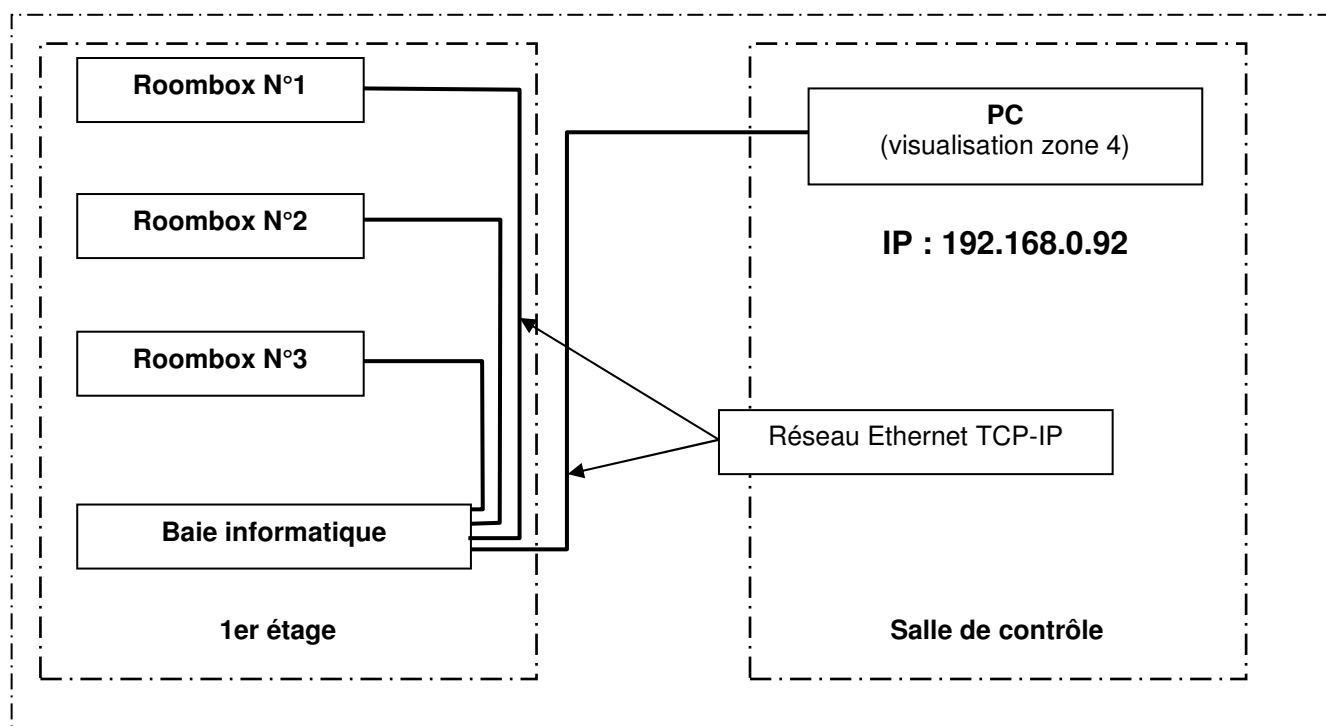 Roombox N°1
Roombox N°2
Roombox N°3
Baie informatique
1er étage
PC
(visualisation zone 4)
IP : 192.168.0.92
Réseau Ethernet TCP-IP
Salle de contrôle